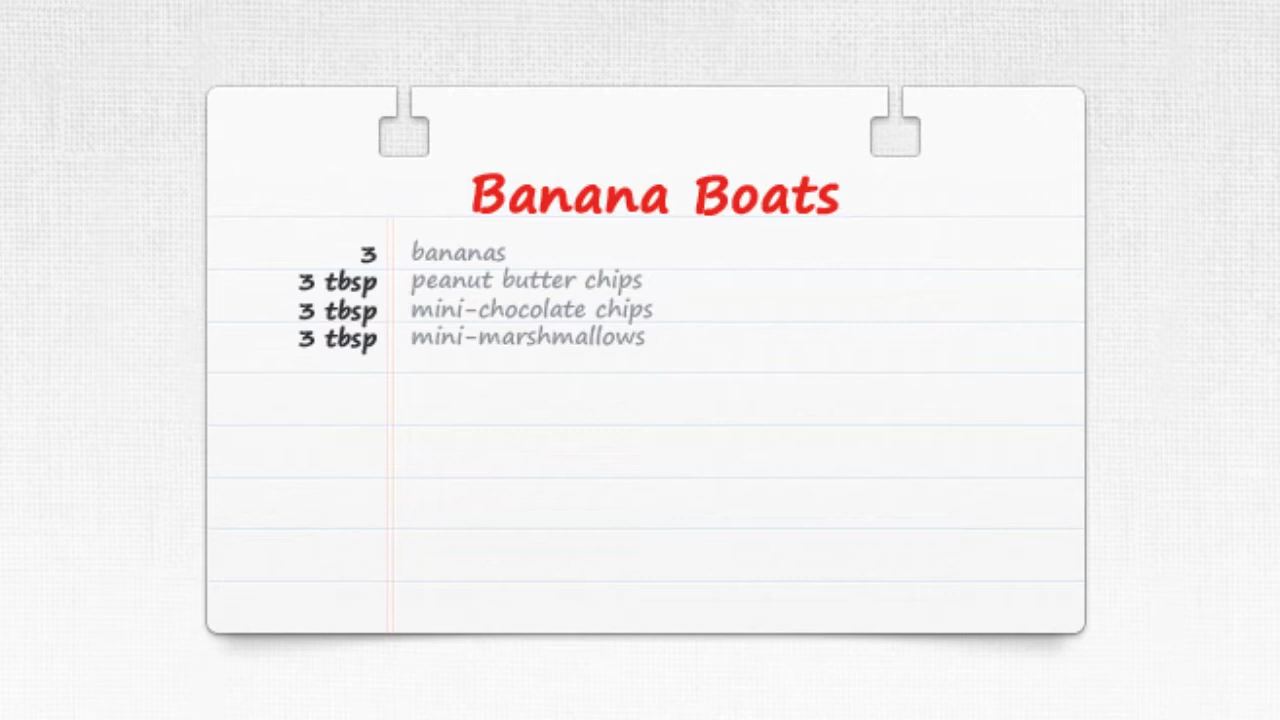 Banana Boats
3 bananas
3 tbsp peanut butter chips
3 tbsp mini-chocolate chips
3 tbsp mini-marshmallows